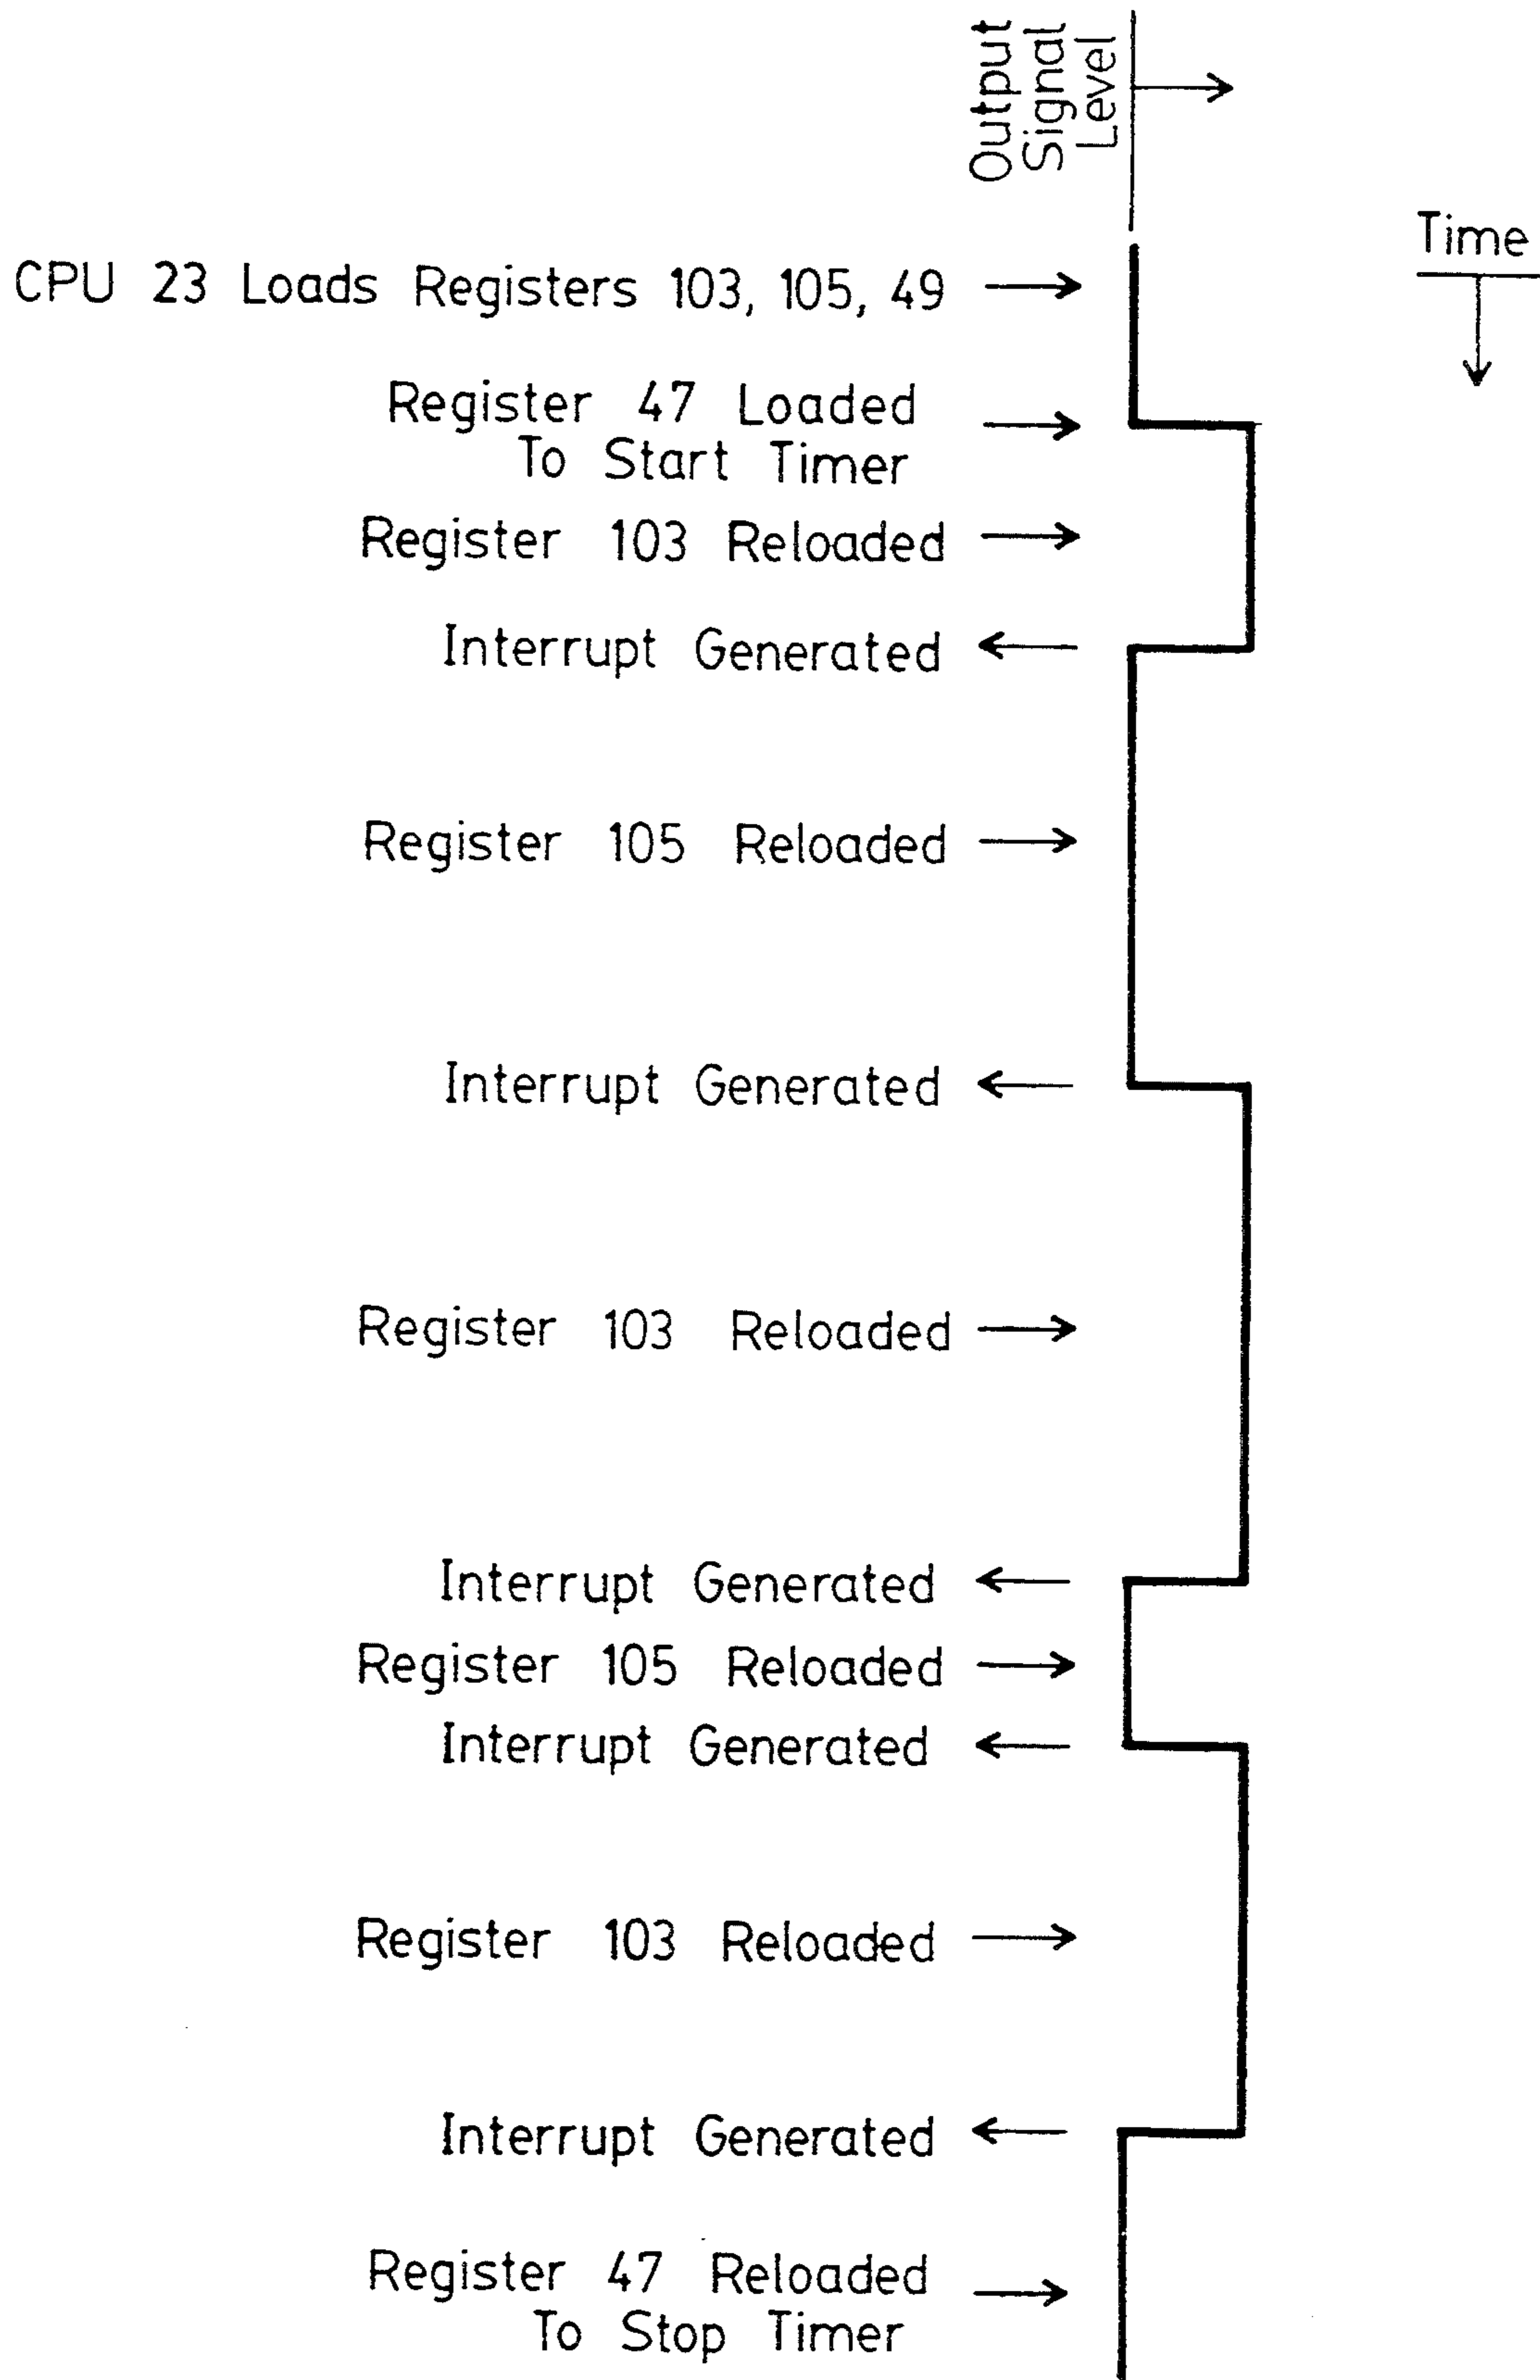 Output
Signal
Level
Time
CPU 23 Loads Registers 103, 105, 49
Register 47 Loaded
To Start Timer
Register 103 Reloaded
Interrupt Generated
Register 105 Reloaded
Interrupt Generated
Register 103 Reloaded
Interrupt Generated
Register 105 Reloaded
Interrupt Generated
Register 103 Reloaded
Interrupt Generated
Register 47 Reloaded
To Stop Timer